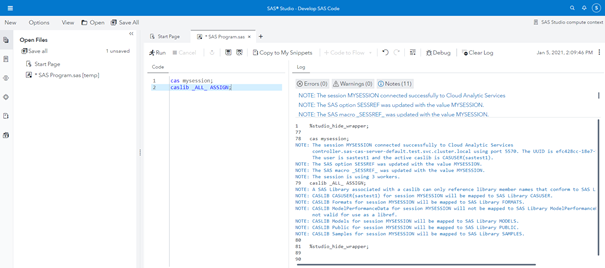 SAS® Studio - Develop SAS Code
New Options View Open Save All
SAS Studio compute context
Open Files
Save all 1 unsaved
Start Page
* SAS Program.sas [temp]
Start Page
* SAS Program.sas
Run Cancel Copy to My Snippets Code to Flow Debug Clear Log Jan 5, 2021, 2:09:46 PM
Code
1 cas mysession;
2 caslib _ALL_ ASSIGN;
Log
Errors (0) Warnings (0) Notes (11)
NOTE: The session MYSESSION connected successfully to Cloud Analytic Services
NOTE: The SAS option SESSREF was updated with the value MYSESSION.
NOTE: The SAS macro _SESSREF_ was updated with the value MYSESSION.
1 %studio_hide_wrapper;
77
78 cas mysession;
NOTE: The session MYSESSION connected successfully to Cloud Analytic Services
controller.sas-cas-server-default.test.svc.cluster.local using port 5570. The UUID is
The user is sastest1 and the active caslib is CASUSER(sastest1).
NOTE: The SAS option SESSREF was updated with the value MYSESSION.
NOTE: The SAS macro _SESSREF_ was updated with the value MYSESSION.
NOTE: The session is using 3 workers.
79 caslib _ALL_ ASSIGN;
NOTE: A SAS Library associated with a caslib can only reference library member names that conform to SAS L
NOTE: CASLIB CASUSER(sastest1) for session MYSESSION will be mapped to SAS Library CASUSER.
NOTE: CASLIB Formats for session MYSESSION will be mapped to SAS Library FORMATS.
NOTE: CASLIB ModelPerformanceData for session MYSESSION will not be mapped to SAS Library ModelPerformance
not valid for use as a libref.
NOTE: CASLIB Models for session MYSESSION will be mapped to SAS Library MODELS.
NOTE: CASLIB Public for session MYSESSION will be mapped to SAS Library PUBLIC.
NOTE: CASLIB Samples for session MYSESSION will be mapped to SAS Library SAMPLES.
80
81 %studio_hide_wrapper;
89
90